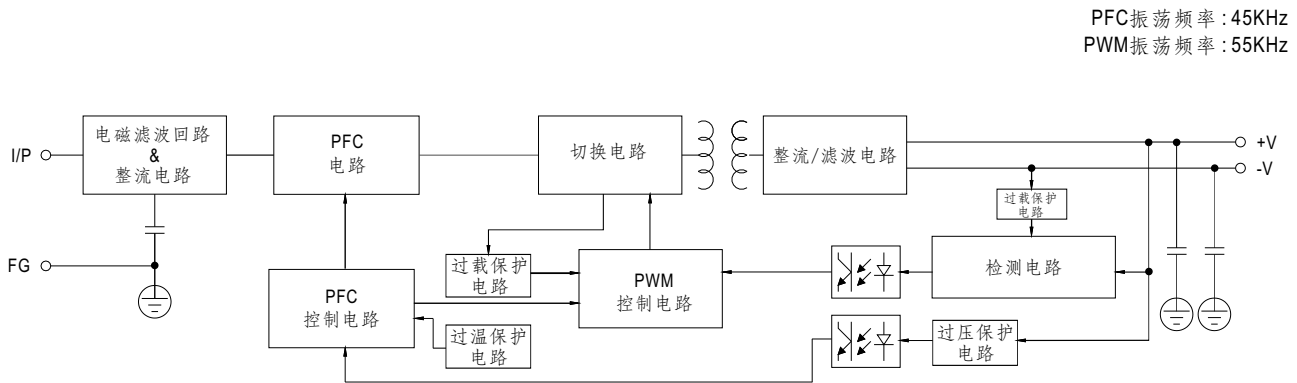 PFC振荡频率:45KHz
PWM振荡频率:55KHz
I/P
电磁滤波回路
&
整流电路
PFC
电路
切换电路
整流/滤波电路
+V
-V
过载保护
电路
FG
过载保护
电路
PWM
控制电路
检测电路
PFC
控制电路
过温保护
电路
过压保护
电路